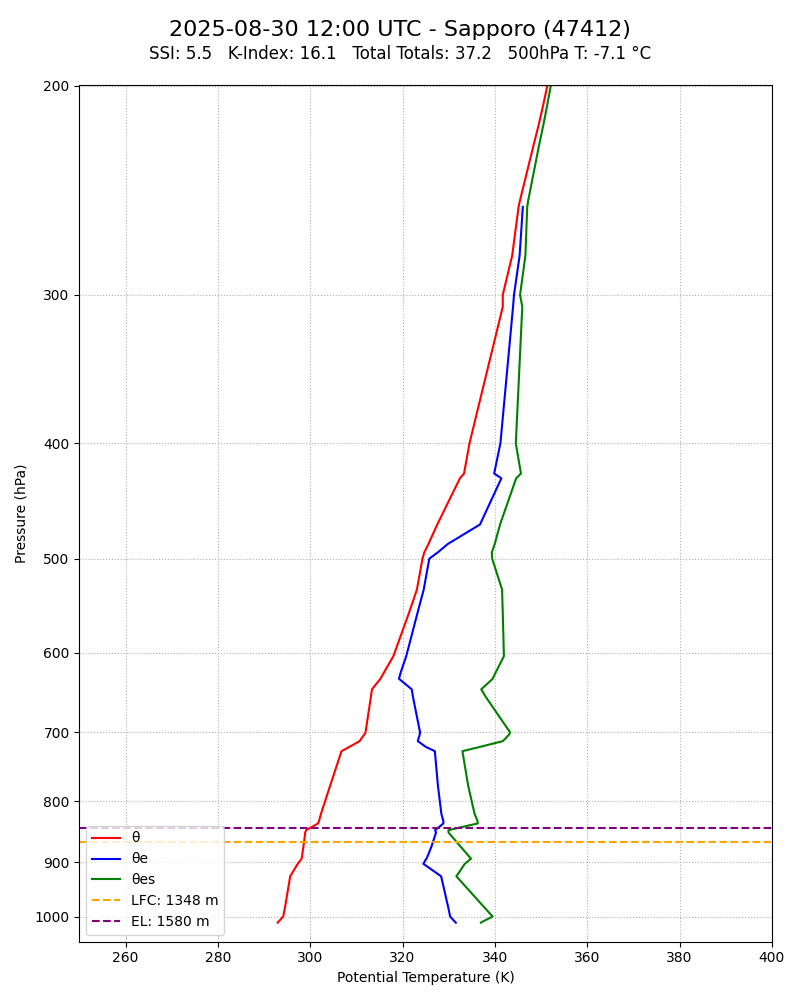 2025-08-30 12:00 UTC - Sapporo (47412)
SSI: 5.5 K-Index: 16.1 Total Totals: 37.2 500hPa T: -7.1 °C
200
300
400
500
600
700
800
900
1000
Pressure (hPa)
θ
θe
θes
LFC: 1348 m
EL: 1580 m
260 280 300 320 340 360 380 400
Potential Temperature (K)